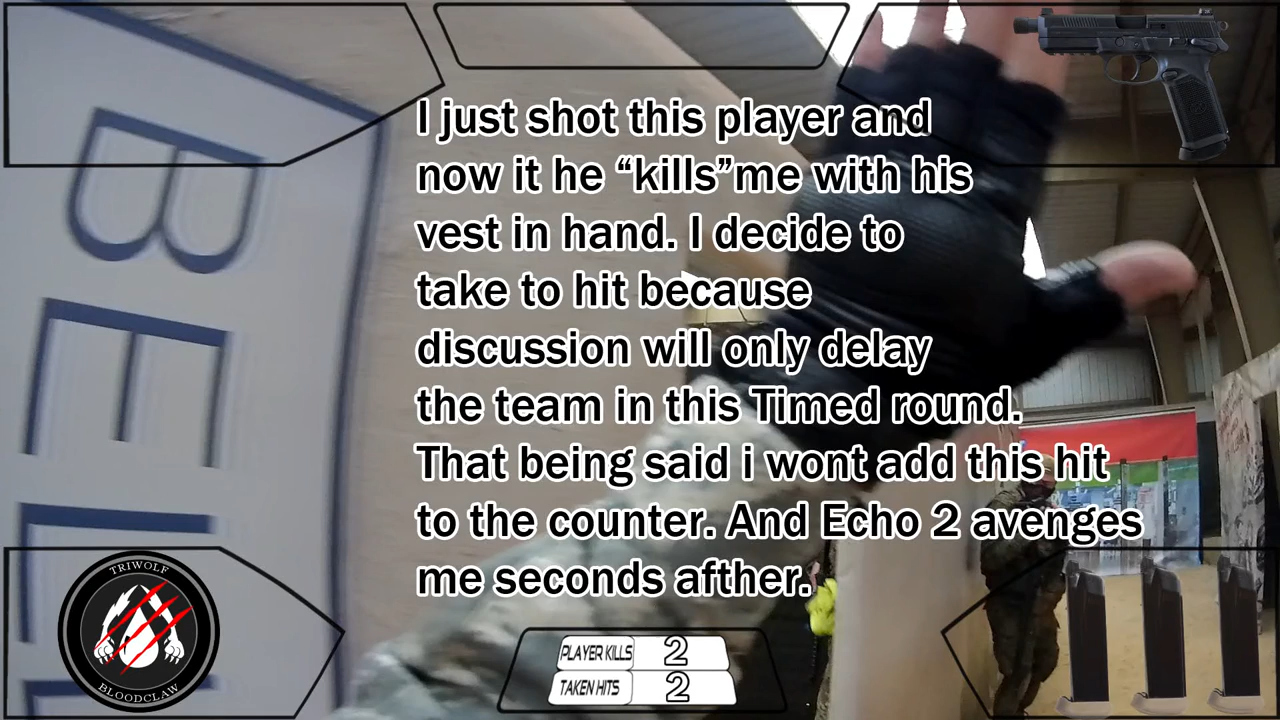 I just shot this player and
now it he “kills”me with his
vest in hand. I decide to
take to hit because
discussion will only delay
the team in this Timed round.
That being said i wont add this hit
to the counter. And Echo 2 avenges
me seconds afther.
BELL
TRIWOLF
BLOODCLAW
PLAYER KILLS 2
TAKEN HITS 2